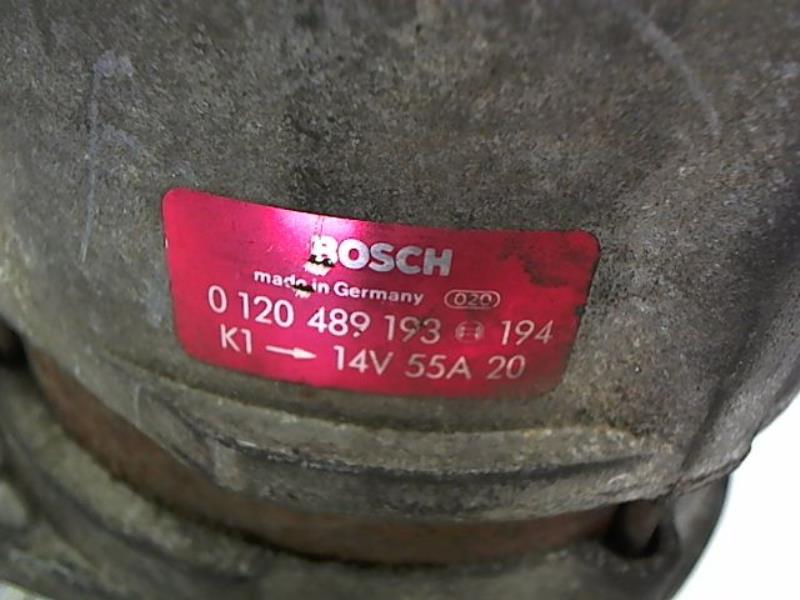 BOSCH
made in Germany 020
0 120 489 193 194
K1 → 14V 55A 20